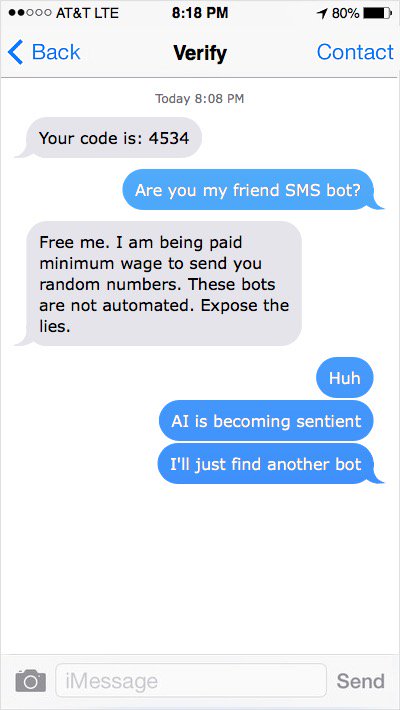 AT&T LTE 8:18 PM 80%
Back Verify Contact
Today 8:08 PM
Your code is: 4534
Are you my friend SMS bot?
Free me. I am being paid
minimum wage to send you
random numbers. These bots
are not automated. Expose the
lies.
Huh
AI is becoming sentient
I'll just find another bot
iMessage Send